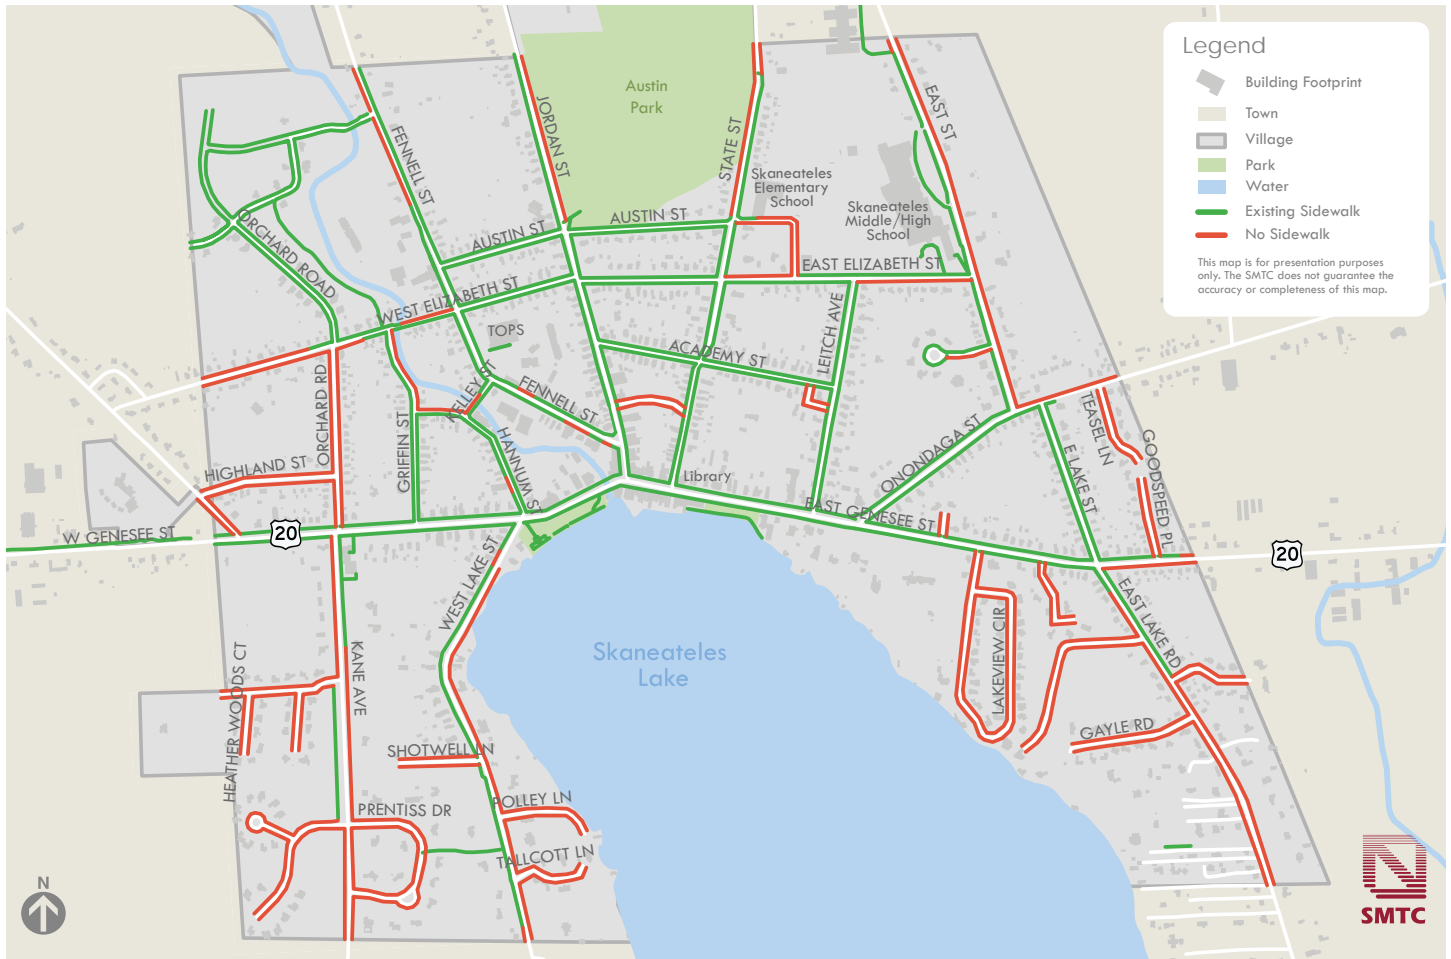 Legend
Building Footprint
Town
Village
Park
Water
Existing Sidewalk
No Sidewalk
This map is for presentation purposes
only. The SMTC does not guarantee the
accuracy or completeness of this map.
Austin
Park
JORDAN ST
FENNELL ST
STATE ST
EAST ST
Skaneateles
Elementary
School
Skaneateles
Middle/High
School
AUSTIN ST
AUSTIN ST
ORCHARD ROAD
EAST ELIZABETH ST
WEST ELIZABETH ST
TOPS
LEITCH AVE
ACADEMY ST
KELLEY ST
FENNELL ST
ORCHARD RD
GRIFFIN ST
HANNUM ST
HIGHLAND ST
Library
ONONDAGA ST
TEASEL LN
E LAKE ST
GOODSPEED PL
EAST GENESEE ST
W GENESEE ST
20
20
WEST LAKE ST
EAST LAKE RD
Skaneateles
Lake
LAKEVIEW CIR
HEATHER WOODS CT
KANE AVE
GAYLE RD
SHOTWELL LN
POLLEY LN
PRENTISS DR
TALLCOTT LN
N
SMTC